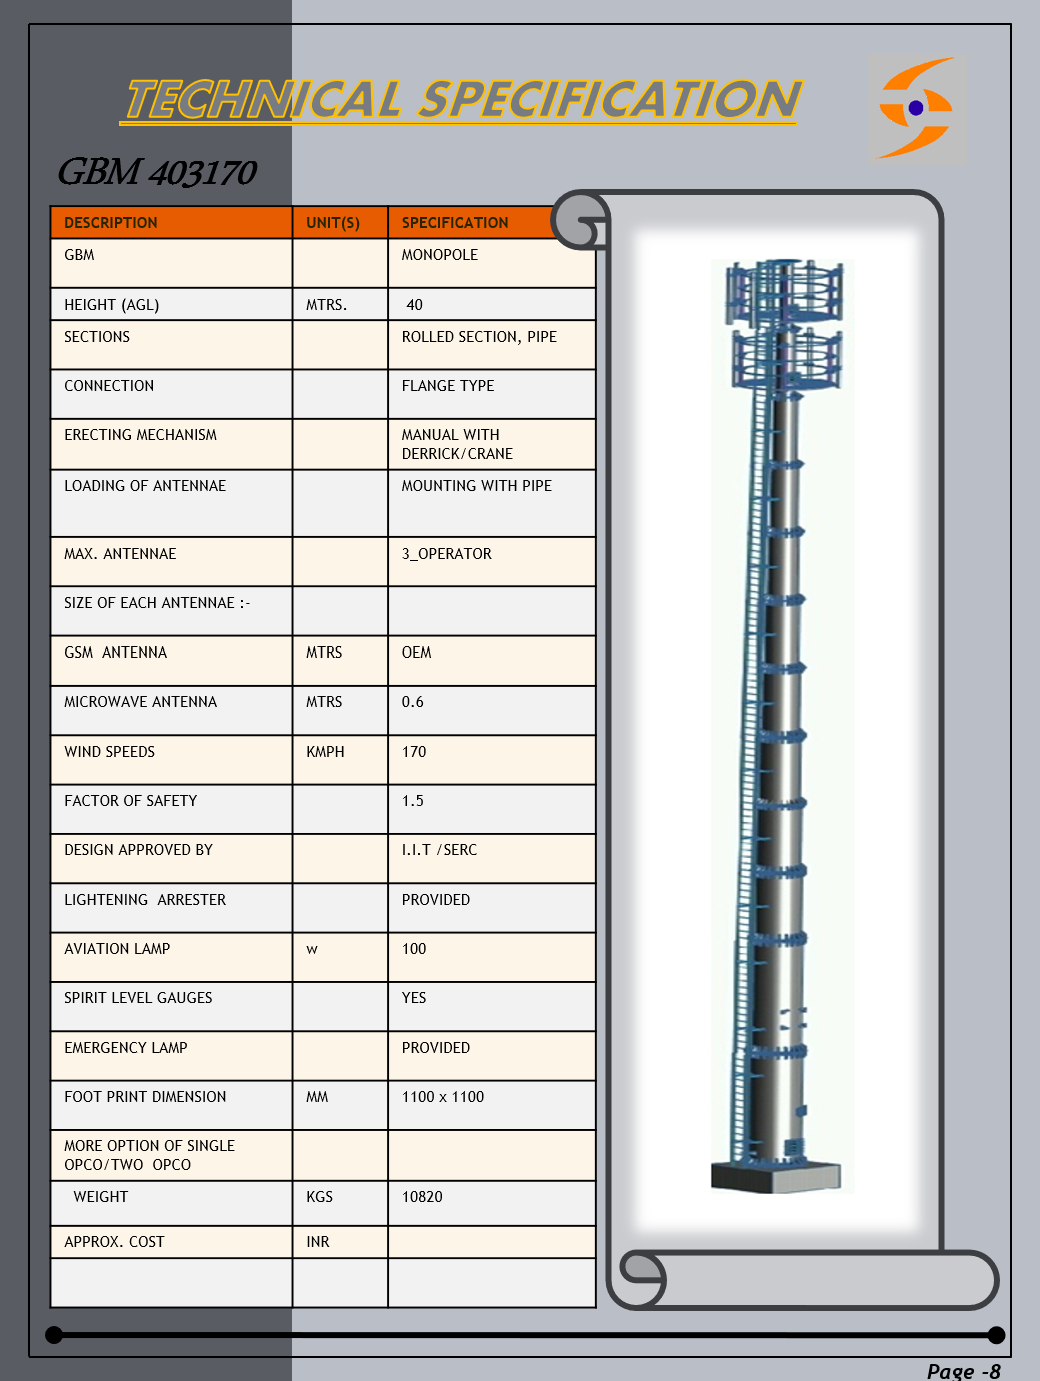 TECHNICAL SPECIFICATION
GBM 403170
DESCRIPTION UNIT(S) SPECIFICATION
GBM MONOPOLE
HEIGHT (AGL) MTRS. 40
SECTIONS ROLLED SECTION, PIPE
CONNECTION FLANGE TYPE
ERECTING MECHANISM MANUAL WITH
DERRICK/CRANE
LOADING OF ANTENNAE MOUNTING WITH PIPE
MAX. ANTENNAE 3_OPERATOR
SIZE OF EACH ANTENNAE :-
GSM ANTENNA MTRS OEM
MICROWAVE ANTENNA MTRS 0.6
WIND SPEEDS KMPH 170
FACTOR OF SAFETY 1.5
DESIGN APPROVED BY I.I.T /SERC
LIGHTENING ARRESTER PROVIDED
AVIATION LAMP w 100
SPIRIT LEVEL GAUGES YES
EMERGENCY LAMP PROVIDED
FOOT PRINT DIMENSION MM 1100 x 1100
MORE OPTION OF SINGLE
OPCO/TWO OPCO
WEIGHT KGS 10820
APPROX. COST INR
Page -8